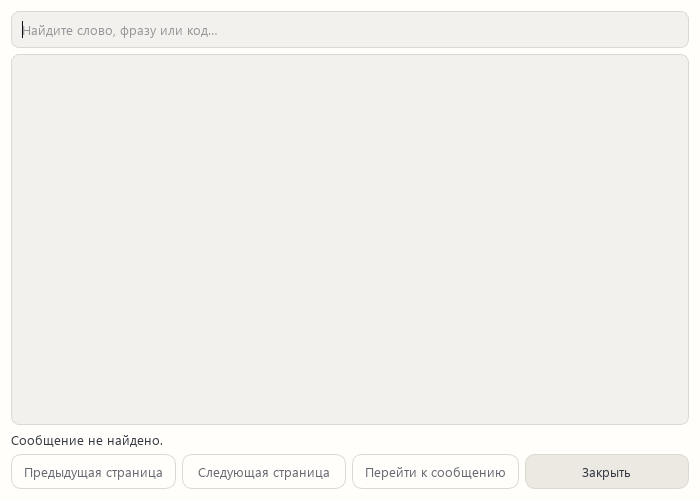 Найдите слово, фразу или код...
Сообщение не найдено.
Предыдущая страница
Следующая страница
Перейти к сообщению
Закрыть